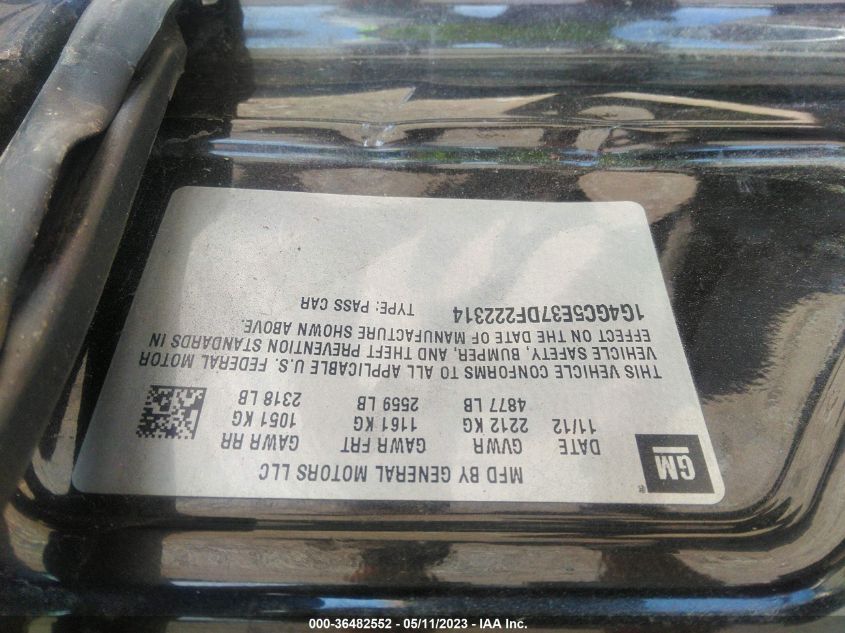 MFD BY GENERAL MOTORS LLC
GM
DATE GVWR GAWR FRT GAWR RR
11/12 2212 KG 1161 KG 1051 KG
4877 LB 2559 LB 2318 LB
THIS VEHICLE CONFORMS TO ALL APPLICABLE U.S. FEDERAL MOTOR
VEHICLE SAFETY, BUMPER, AND THEFT PREVENTION STANDARDS IN
EFFECT ON THE DATE OF MANUFACTURE SHOWN ABOVE.
1G4GC5E37DF222314 TYPE: PASS CAR
000-36482552 - 05/11/2023 - IAA Inc.